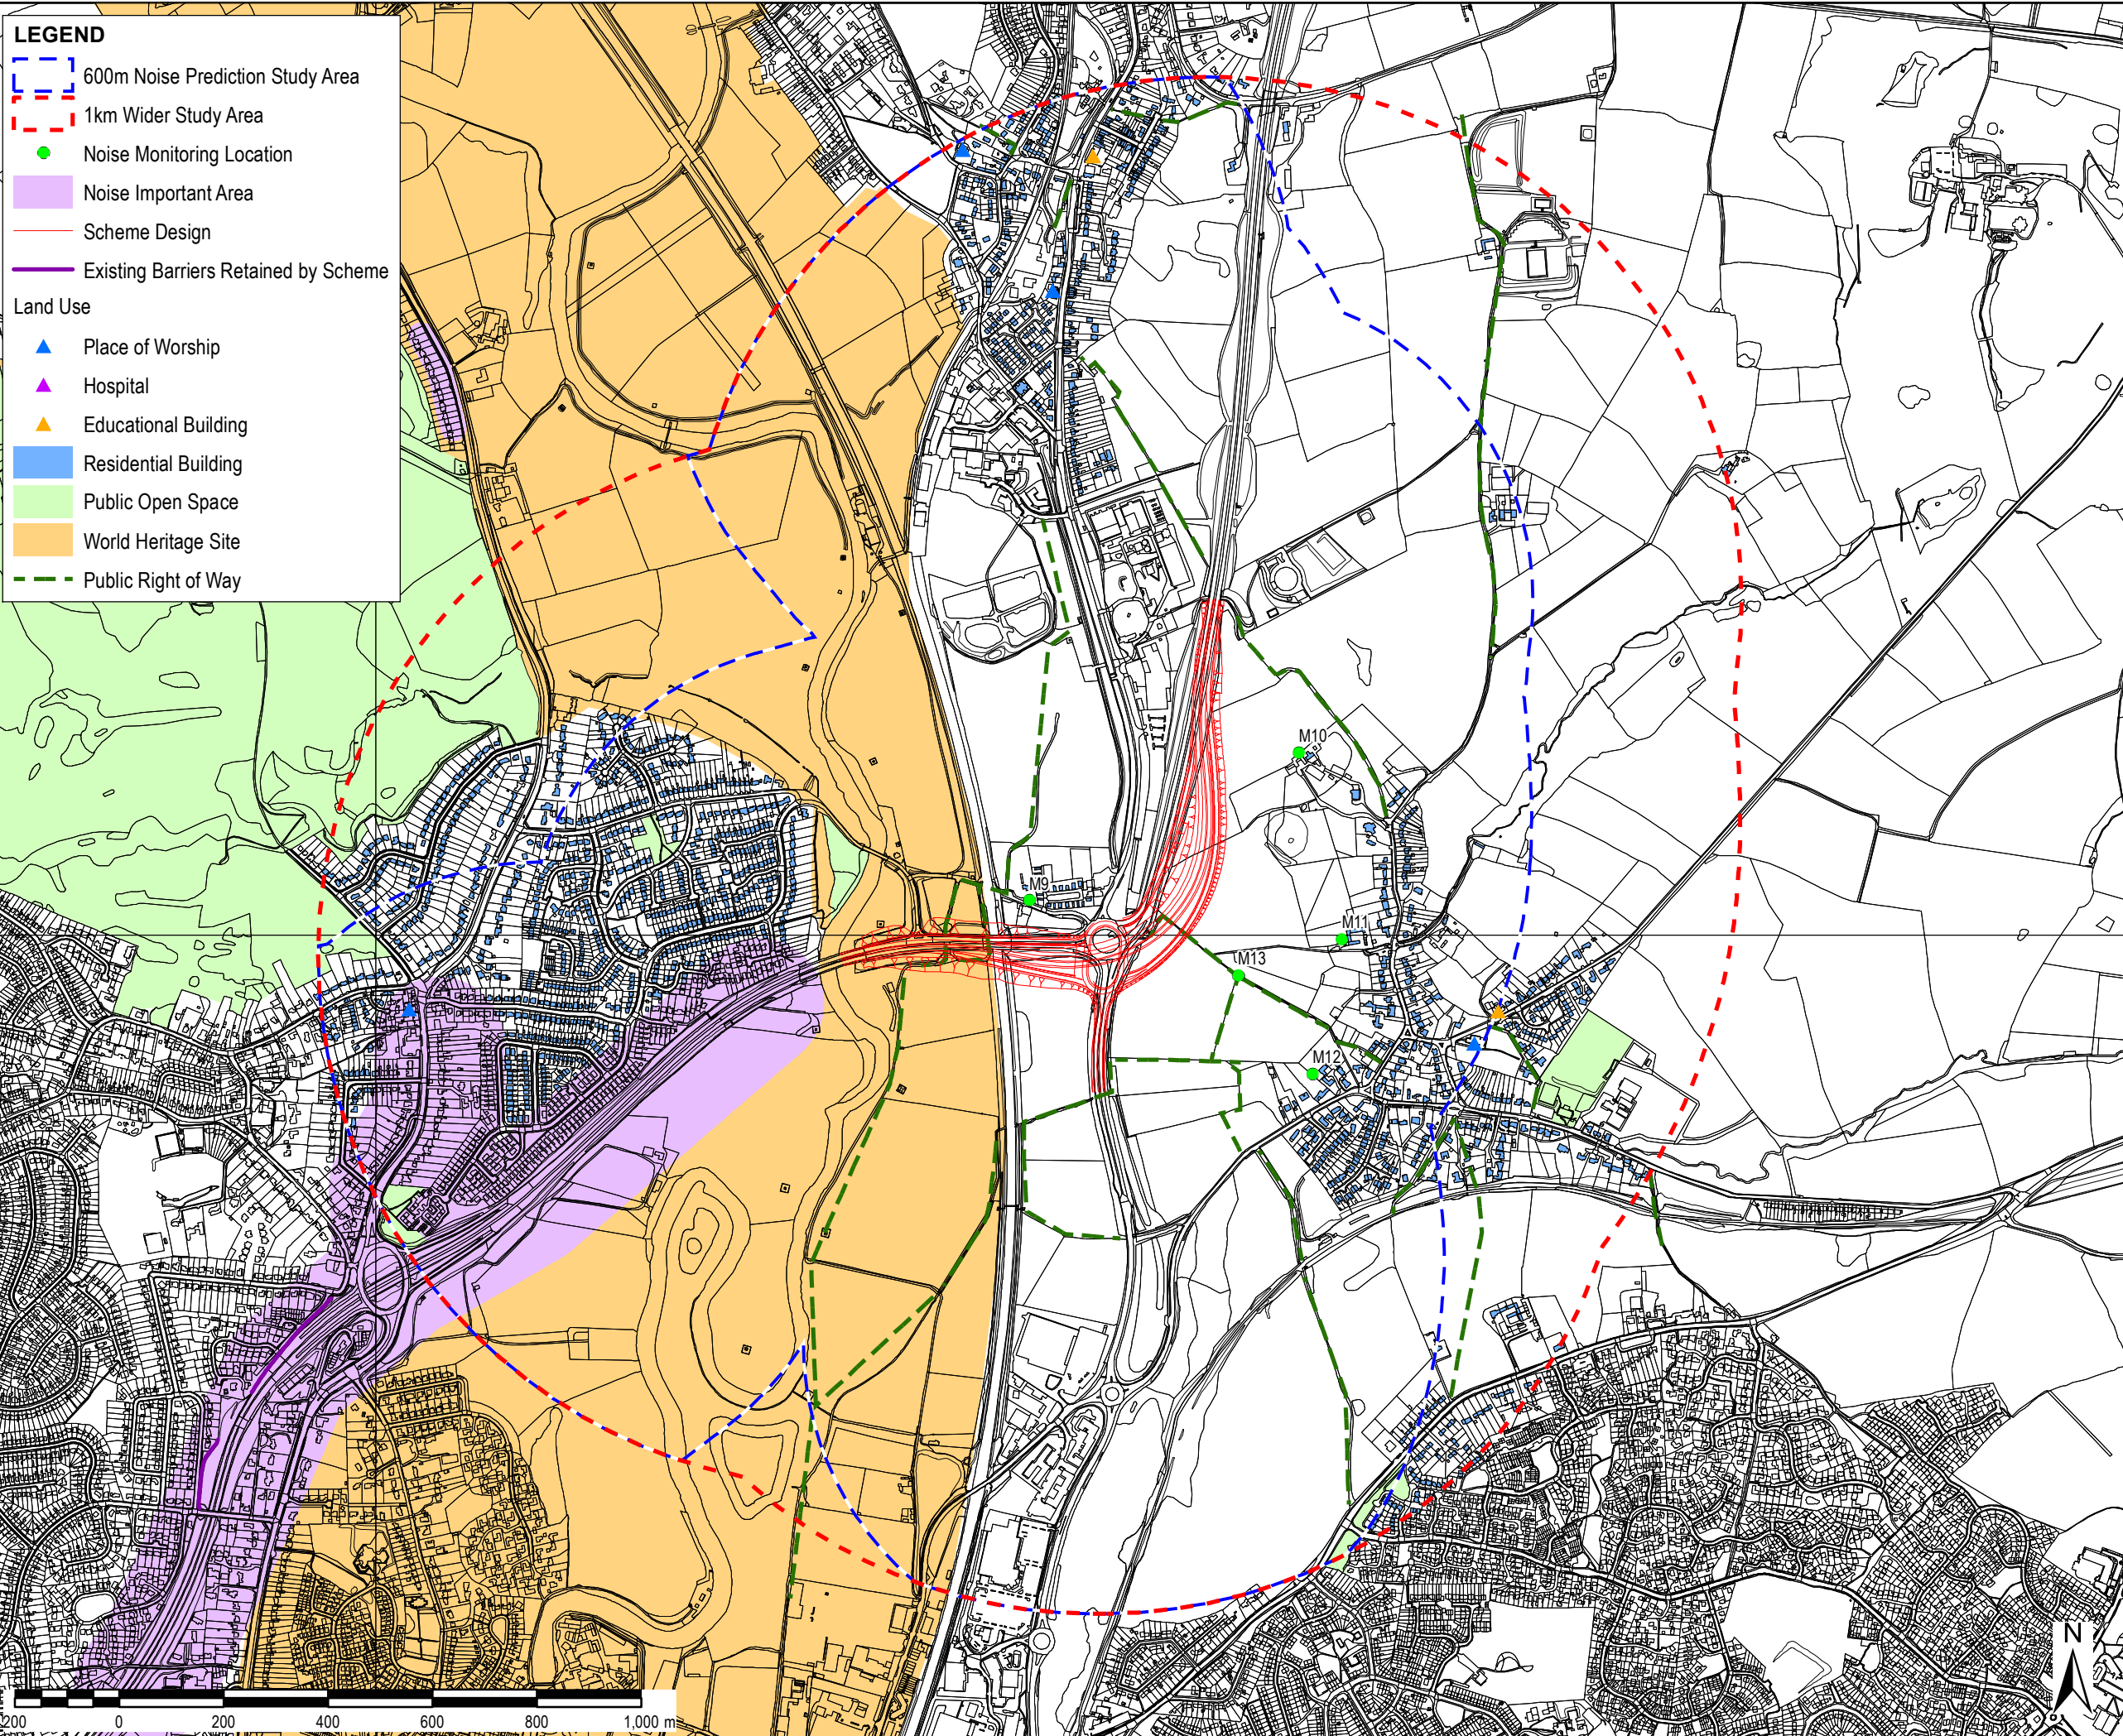 LEGEND
600m Noise Prediction Study Area
1km Wider Study Area
Noise Monitoring Location
Noise Important Area
Scheme Design
Existing Barriers Retained by Scheme
Land Use
Place of Worship
Hospital
Educational Building
Residential Building
Public Open Space
World Heritage Site
Public Right of Way
M10
M9
M11
M13
M12
N
200 0 200 400 600 800 1,000 m